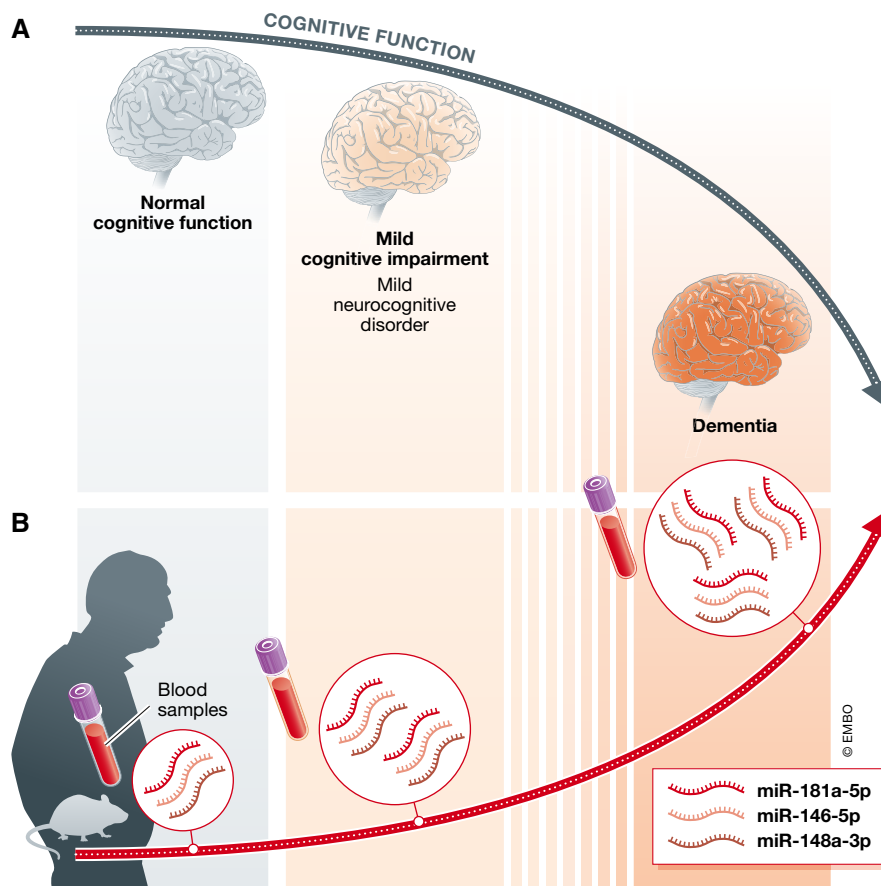 A
COGNITIVE FUNCTION
Normal
cognitive function
Mild
cognitive impairment
Mild
neurocognitive
disorder
Dementia
B
Blood
samples
© EMBO
miR-181a-5p
miR-146-5p
miR-148a-3p